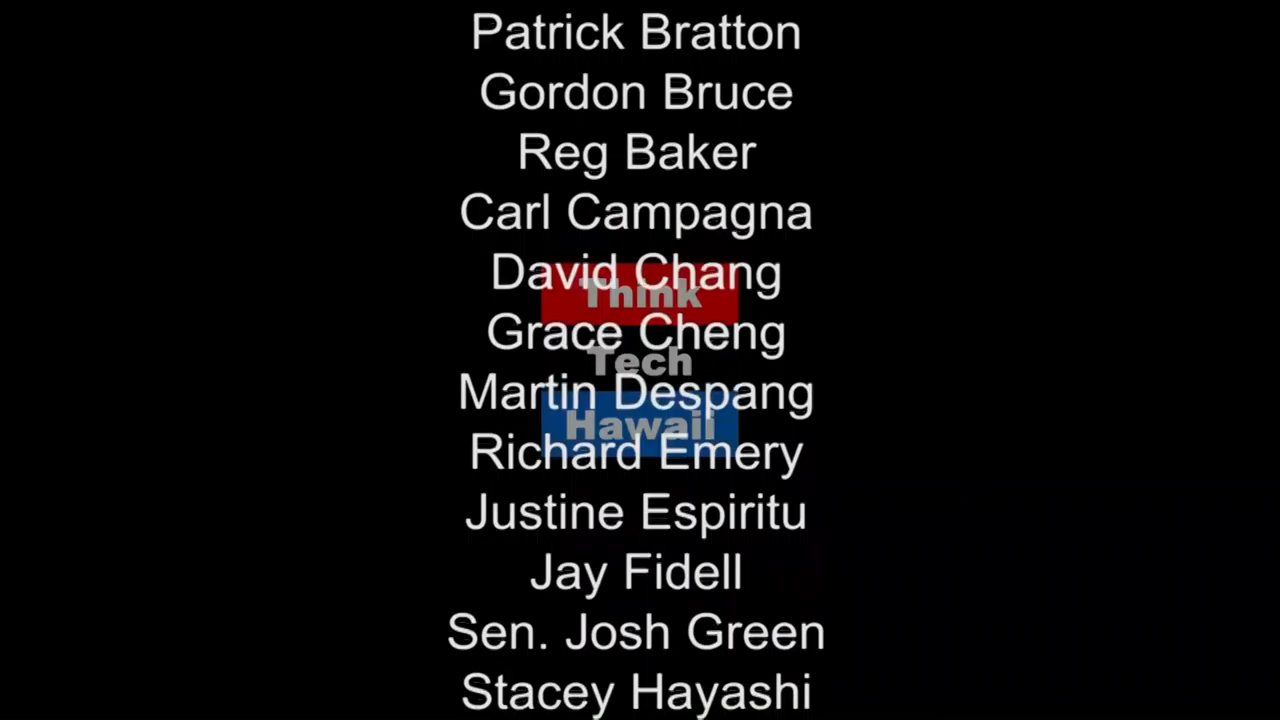 Patrick Bratton
Gordon Bruce
Reg Baker
Carl Campagna
David Chang
Think
Grace Cheng
Tech
Martin Despang
Hawaii
Richard Emery
Justine Espiritu
Jay Fidell
Sen. Josh Green
Stacey Hayashi